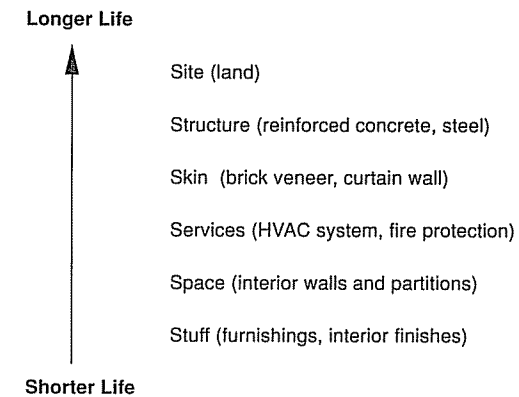 Longer Life
Site (land)
Structure (reinforced concrete, steel)
Skin (brick veneer, curtain wall)
Services (HVAC system, fire protection)
Space (interior walls and partitions)
Stuff (furnishings, interior finishes)
Shorter Life